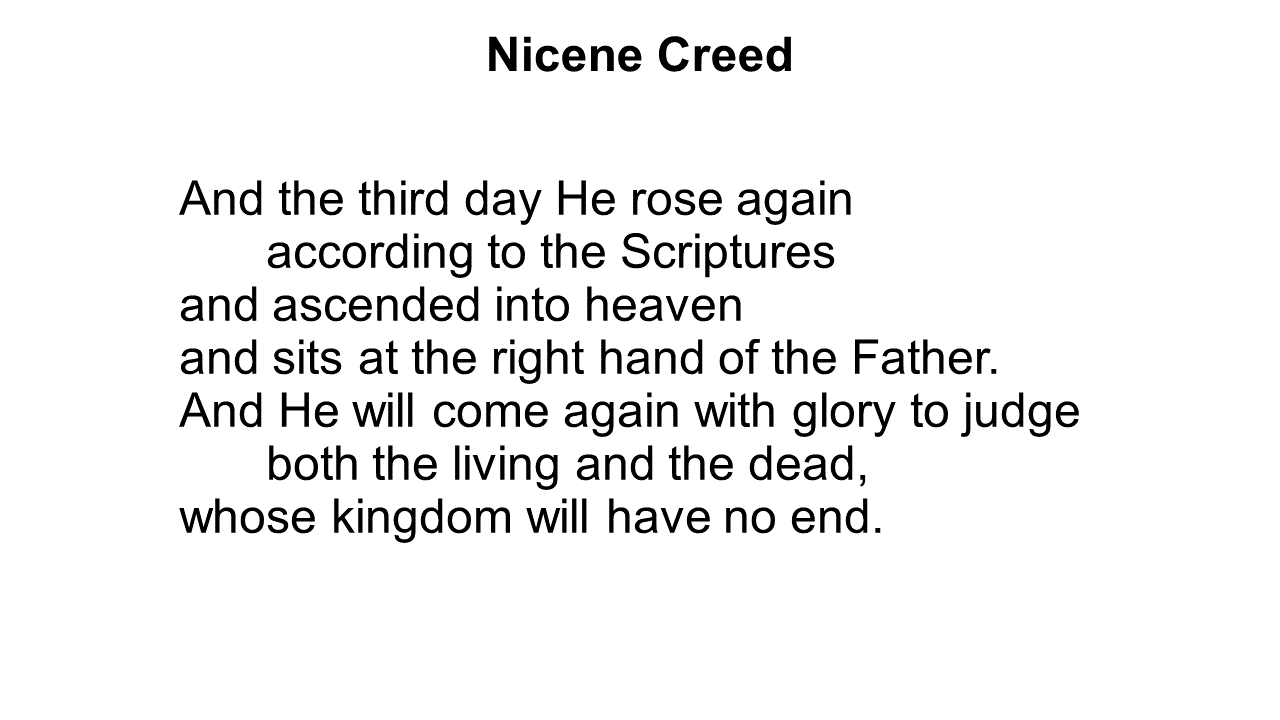 Nicene Creed
And the third day He rose again
according to the Scriptures
and ascended into heaven
and sits at the right hand of the Father.
And He will come again with glory to judge
both the living and the dead,
whose kingdom will have no end.